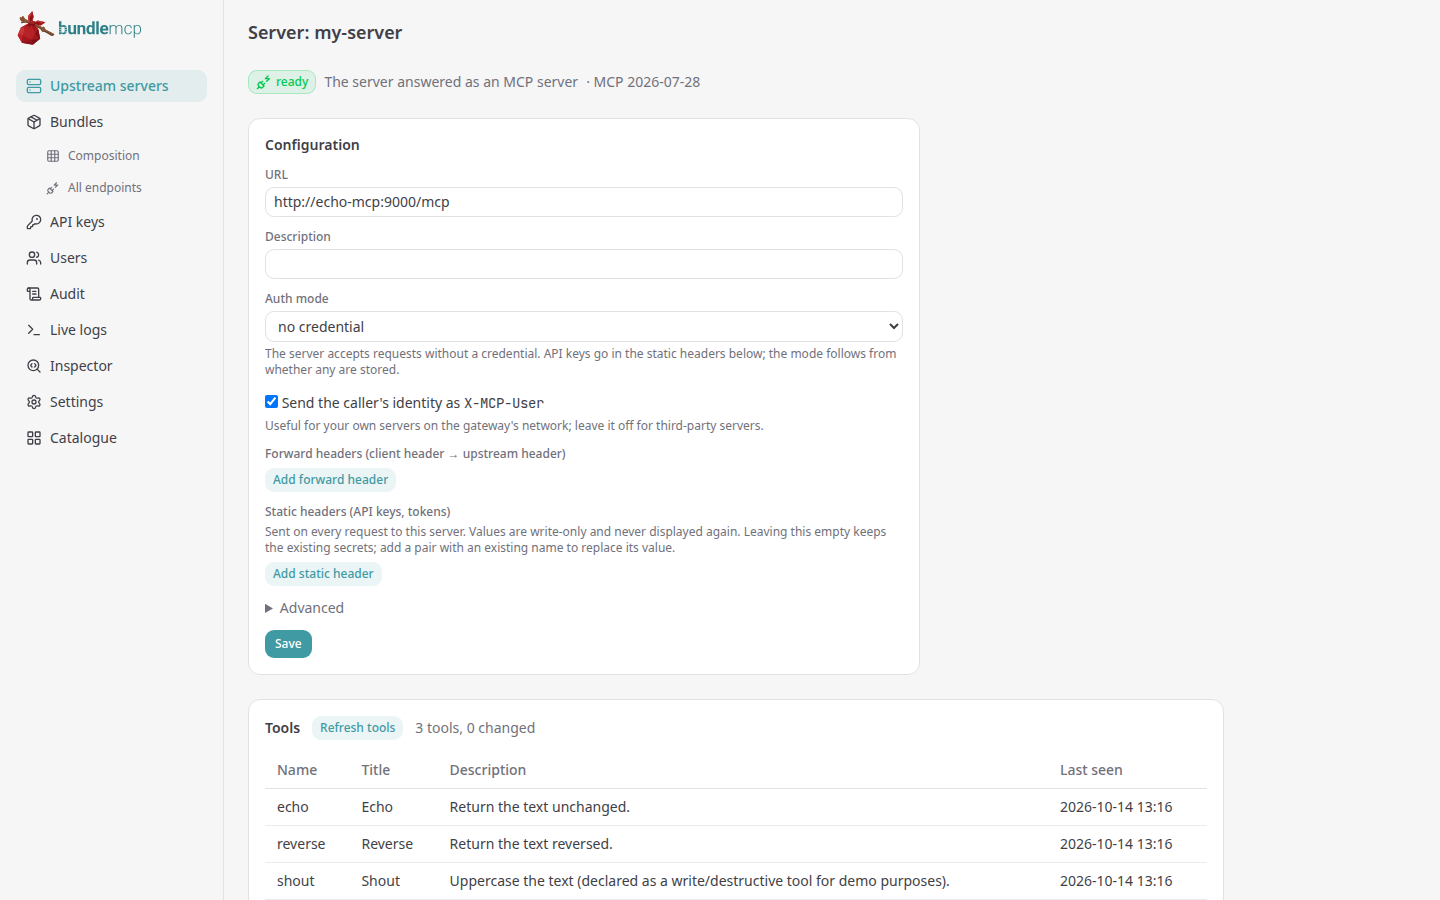 bundlemcp
Upstream servers
Bundles
Composition
All endpoints
API keys
Users
Audit
Live logs
Inspector
Settings
Catalogue
Server: my-server
ready The server answered as an MCP server · MCP 2026-07-28
Configuration
URL
http://echo-mcp:9000/mcp
Description
Auth mode
no credential
The server accepts requests without a credential. API keys go in the static headers below; the mode follows from
whether any are stored.
Send the caller's identity as X-MCP-User
Useful for your own servers on the gateway's network; leave it off for third-party servers.
Forward headers (client header → upstream header)
Add forward header
Static headers (API keys, tokens)
Sent on every request to this server. Values are write-only and never displayed again. Leaving this empty keeps
the existing secrets; add a pair with an existing name to replace its value.
Add static header
Advanced
Save
Tools Refresh tools 3 tools, 0 changed
Name Title Description Last seen
echo Echo Return the text unchanged. 2026-10-14 13:16
reverse Reverse Return the text reversed. 2026-10-14 13:16
shout Shout Uppercase the text (declared as a write/destructive tool for demo purposes). 2026-10-14 13:16